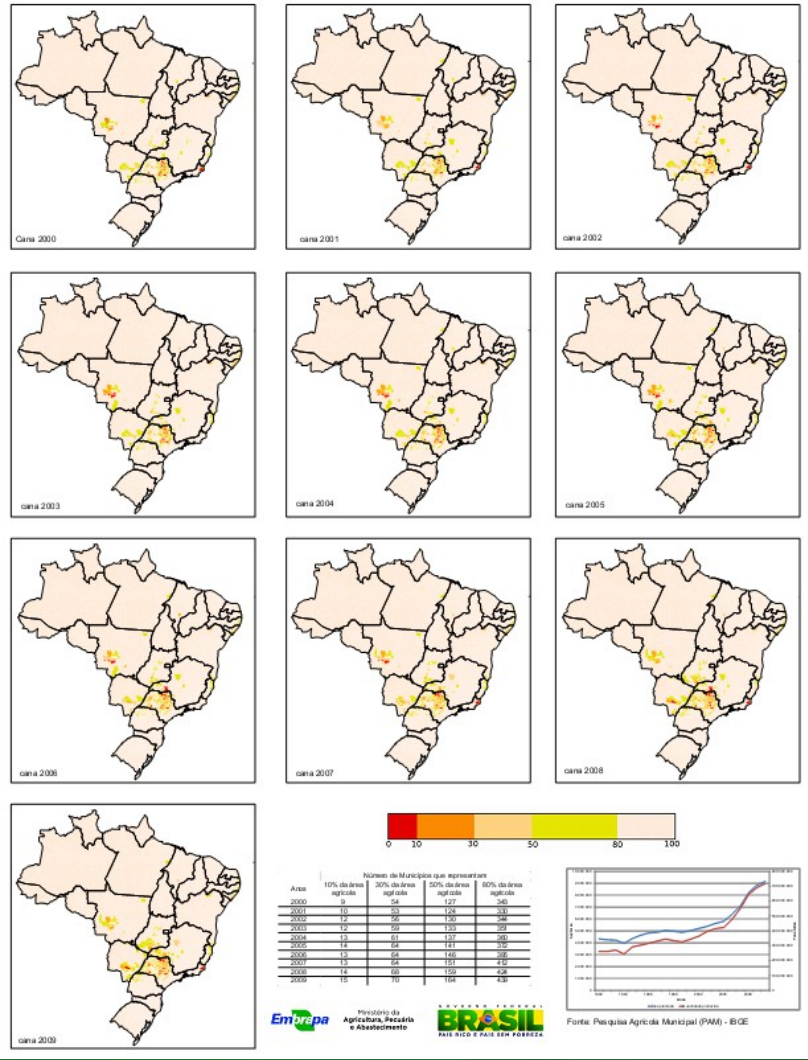 Cana 2000
cana 2001
cana 2002
cana 2003
cana 2004
cana 2005
cana 2006
cana 2007
cana 2008
cana 2009
0 10 30 50 80 100
Número de Municípios que representam
Anos 10% da área agrícola 30% da área agrícola 50% da área agrícola 80% da área agrícola
2000 9 54 127 343
2001 10 53 124 330
2002 12 56 130 344
2003 12 59 133 351
2004 13 61 137 360
2005 14 64 141 372
2006 13 64 146 385
2007 13 64 151 412
2008 14 68 159 424
2009 15 70 164 439
Embrapa
Ministério da
Agricultura, Pecuária
e Abastecimento
GOVERNO FEDERAL
BRASIL
PAÍS RICO É PAÍS SEM POBREZA
Fonte: Pesquisa Agrícola Municipal (PAM) - IBGE